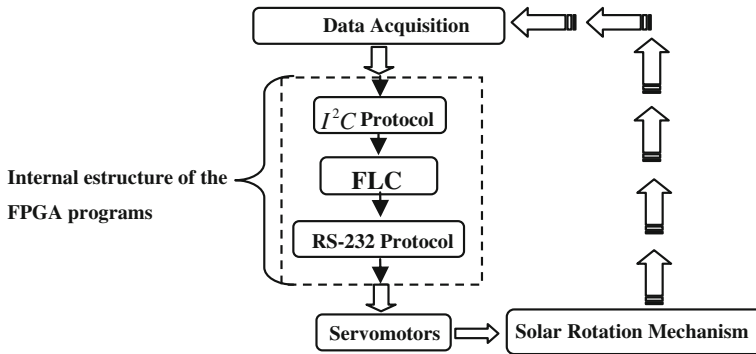 Data Acquisition
I²C Protocol
FLC
Internal estructure of the
FPGA programs
RS-232 Protocol
Servomotors
Solar Rotation Mechanism